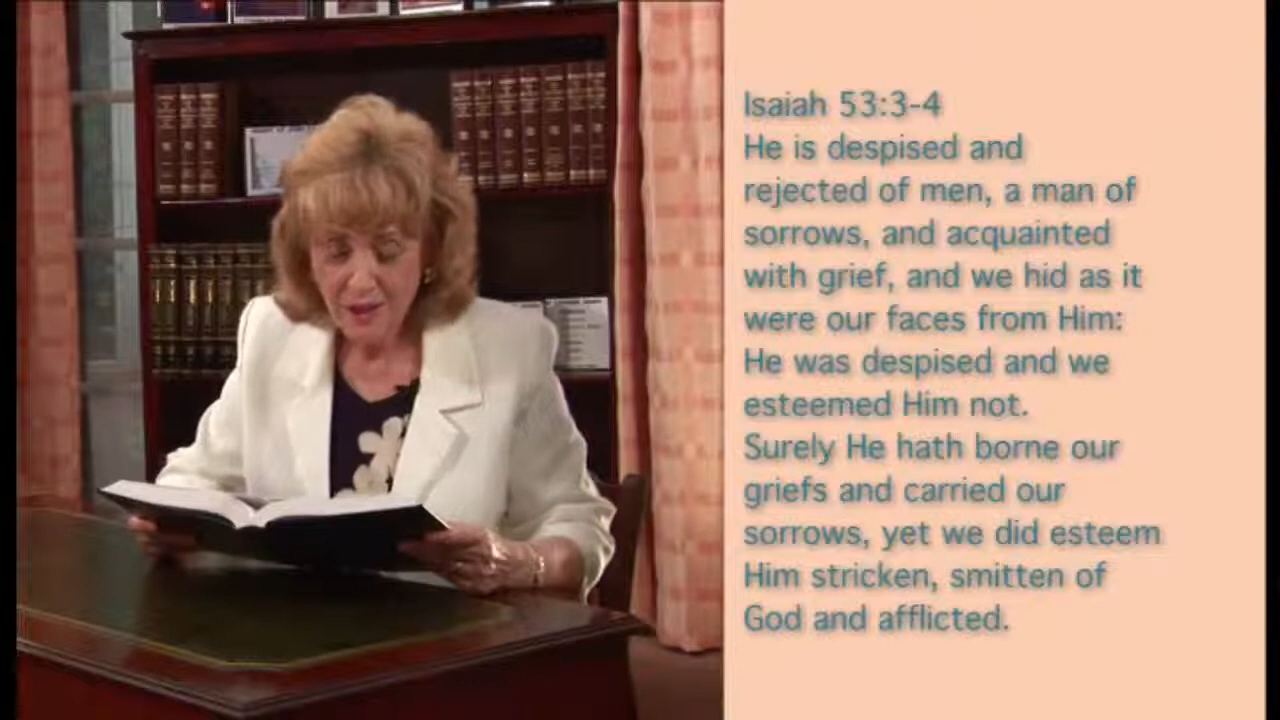 Isaiah 53:3-4
He is despised and
rejected of men, a man of
sorrows, and acquainted
with grief, and we hid as it
were our faces from Him:
He was despised and we
esteemed Him not.
Surely He hath borne our
griefs and carried our
sorrows, yet we did esteem
Him stricken, smitten of
God and afflicted.